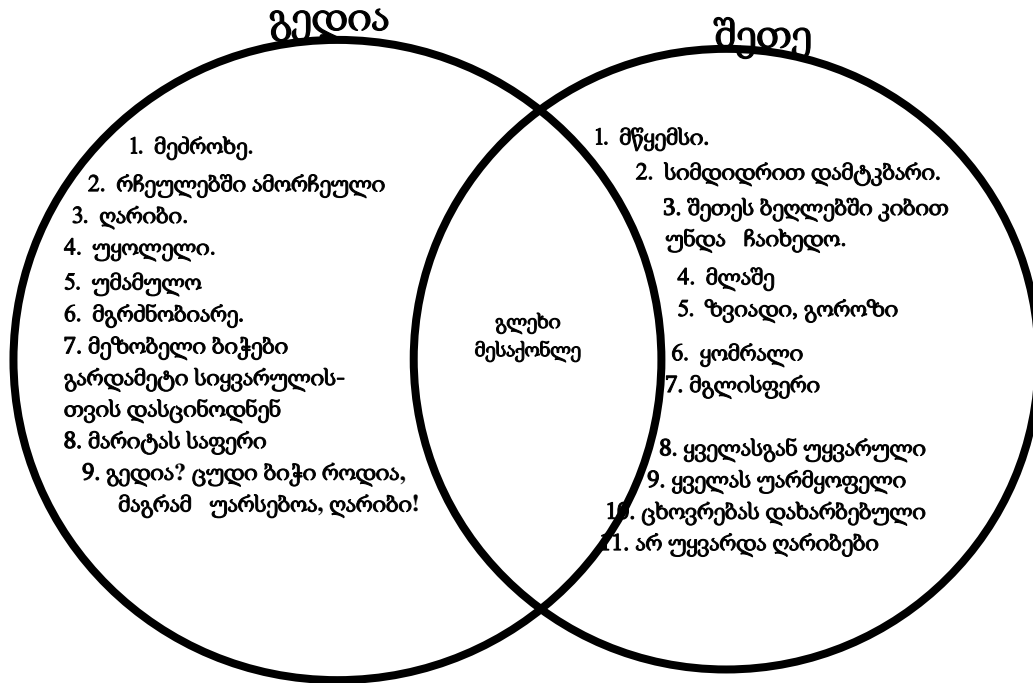 გედია
1. მეძროხე.
2. რჩეულებში ამორჩეული
3. ღარიბი.
4. უყოლელი.
5. უმამულო
6. მგრძნობიარე.
7. მეზობელი ბიჭები
გარდამეტი სიყვარულის-
თვის დასცინოდნენ
8. მარიტას საფერი
9. გედია? ცუდი ბიჭი როდია,
მაგრამ უარსებოა, ღარიბი!
გლეხი
მესაქონლე
შეთე
1. მწყემსი.
2. სიმდიდრით დამტკბარი.
3. შეთეს ბეღლებში კიბით
უნდა ჩაიხედო.
4. მლაშე
5. ზვიადი, გოროზი
6. ყომრალი
7. მგლისფერი
8. ყველასგან უყვარული
9. ყველას უარმყოფელი
10. ცხოვრებას დახარბებული
11. არ უყვარდა ღარიბები